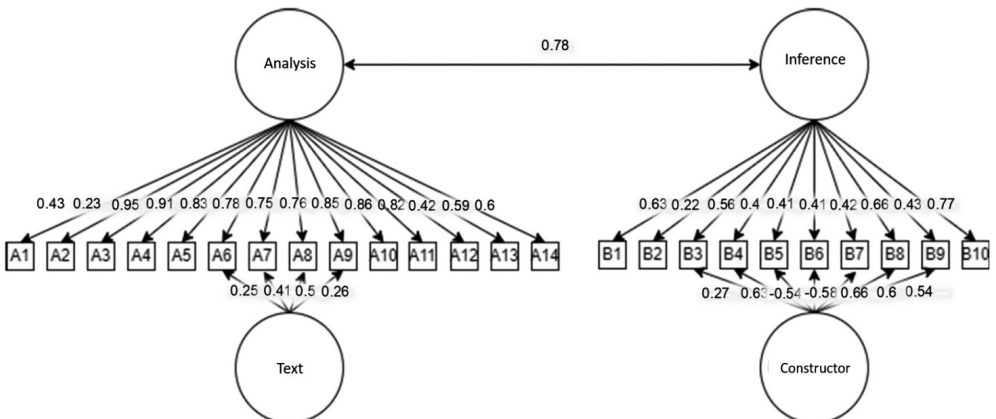 0.78
Analysis
Inference
0.43 0.23 0.95 0.91 0.83 0.78 0.75 0.76 0.85 0.86 0.82 0.42 0.59 0.6
0.63 0.22 0.56 0.4 0.41 0.41 0.42 0.66 0.43 0.77
A1 A2 A3 A4 A5 A6 A7 A8 A9 A10 A11 A12 A13 A14
B1 B2 B3 B4 B5 B6 B7 B8 B9 B10
0.25 0.41 0.5 0.26
0.27 0.63 -0.54 -0.58 0.66 0.6 0.54
Text
Constructor